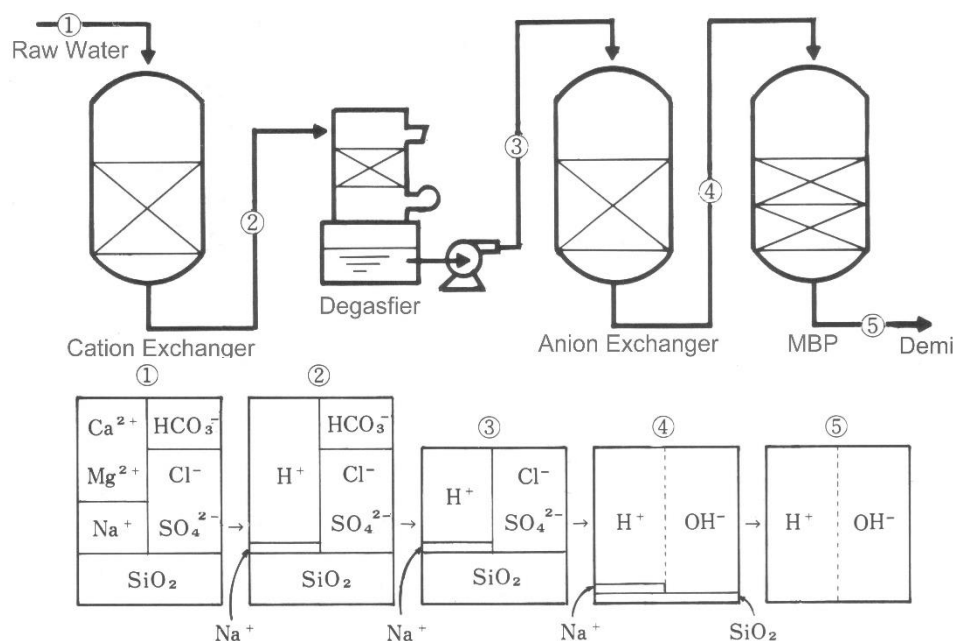 ①
Raw Water
②
③
④
⑤
Degasfier
Cation Exchanger
Anion Exchanger
MBP
Demi
①
②
③
④
⑤
Ca²⁺
HCO₃⁻
Mg²⁺
Cl⁻
Na⁺
SO₄²⁻
SiO₂
H⁺
HCO₃⁻
Cl⁻
SO₄²⁻
SiO₂
Na⁺
H⁺
Cl⁻
SO₄²⁻
SiO₂
Na⁺
H⁺
OH⁻
Na⁺
SiO₂
H⁺
OH⁻